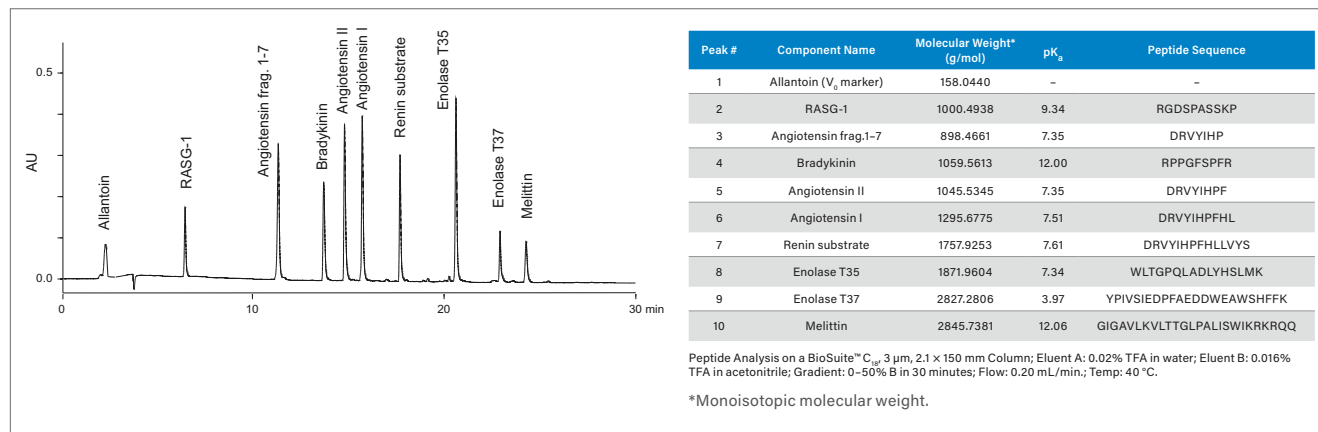 AU
0.5
0.0
0
10
20
30 min
Allantoin
RASG-1
Angiotensin frag. 1-7
Bradykinin
Angiotensin II
Angiotensin I
Renin substrate
Enolase T35
Enolase T37
Melittin
Peak # Component Name Molecular Weight* (g/mol) pKa Peptide Sequence
1 Allantoin (V0 marker) 158.0440 – –
2 RASG-1 1000.4938 9.34 RGDSPASSKP
3 Angiotensin frag.1–7 898.4661 7.35 DRVYIHP
4 Bradykinin 1059.5613 12.00 RPPGFSPFR
5 Angiotensin II 1045.5345 7.35 DRVYIHPF
6 Angiotensin I 1295.6775 7.51 DRVYIHPFHL
7 Renin substrate 1757.9253 7.61 DRVYIHPFHLLVYS
8 Enolase T35 1871.9604 7.34 WLTGPQLADLYHSLMK
9 Enolase T37 2827.2806 3.97 YPIVSIEDPFAEDDWEAWSHFFK
10 Melittin 2845.7381 12.06 GIGAVLKVLTTGLPALISWIKRKRQQ
Peptide Analysis on a BioSuite™ C18, 3 µm, 2.1 × 150 mm Column; Eluent A: 0.02% TFA in water; Eluent B: 0.016%
TFA in acetonitrile; Gradient: 0–50% B in 30 minutes; Flow: 0.20 mL/min.; Temp: 40 °C.
*Monoisotopic molecular weight.